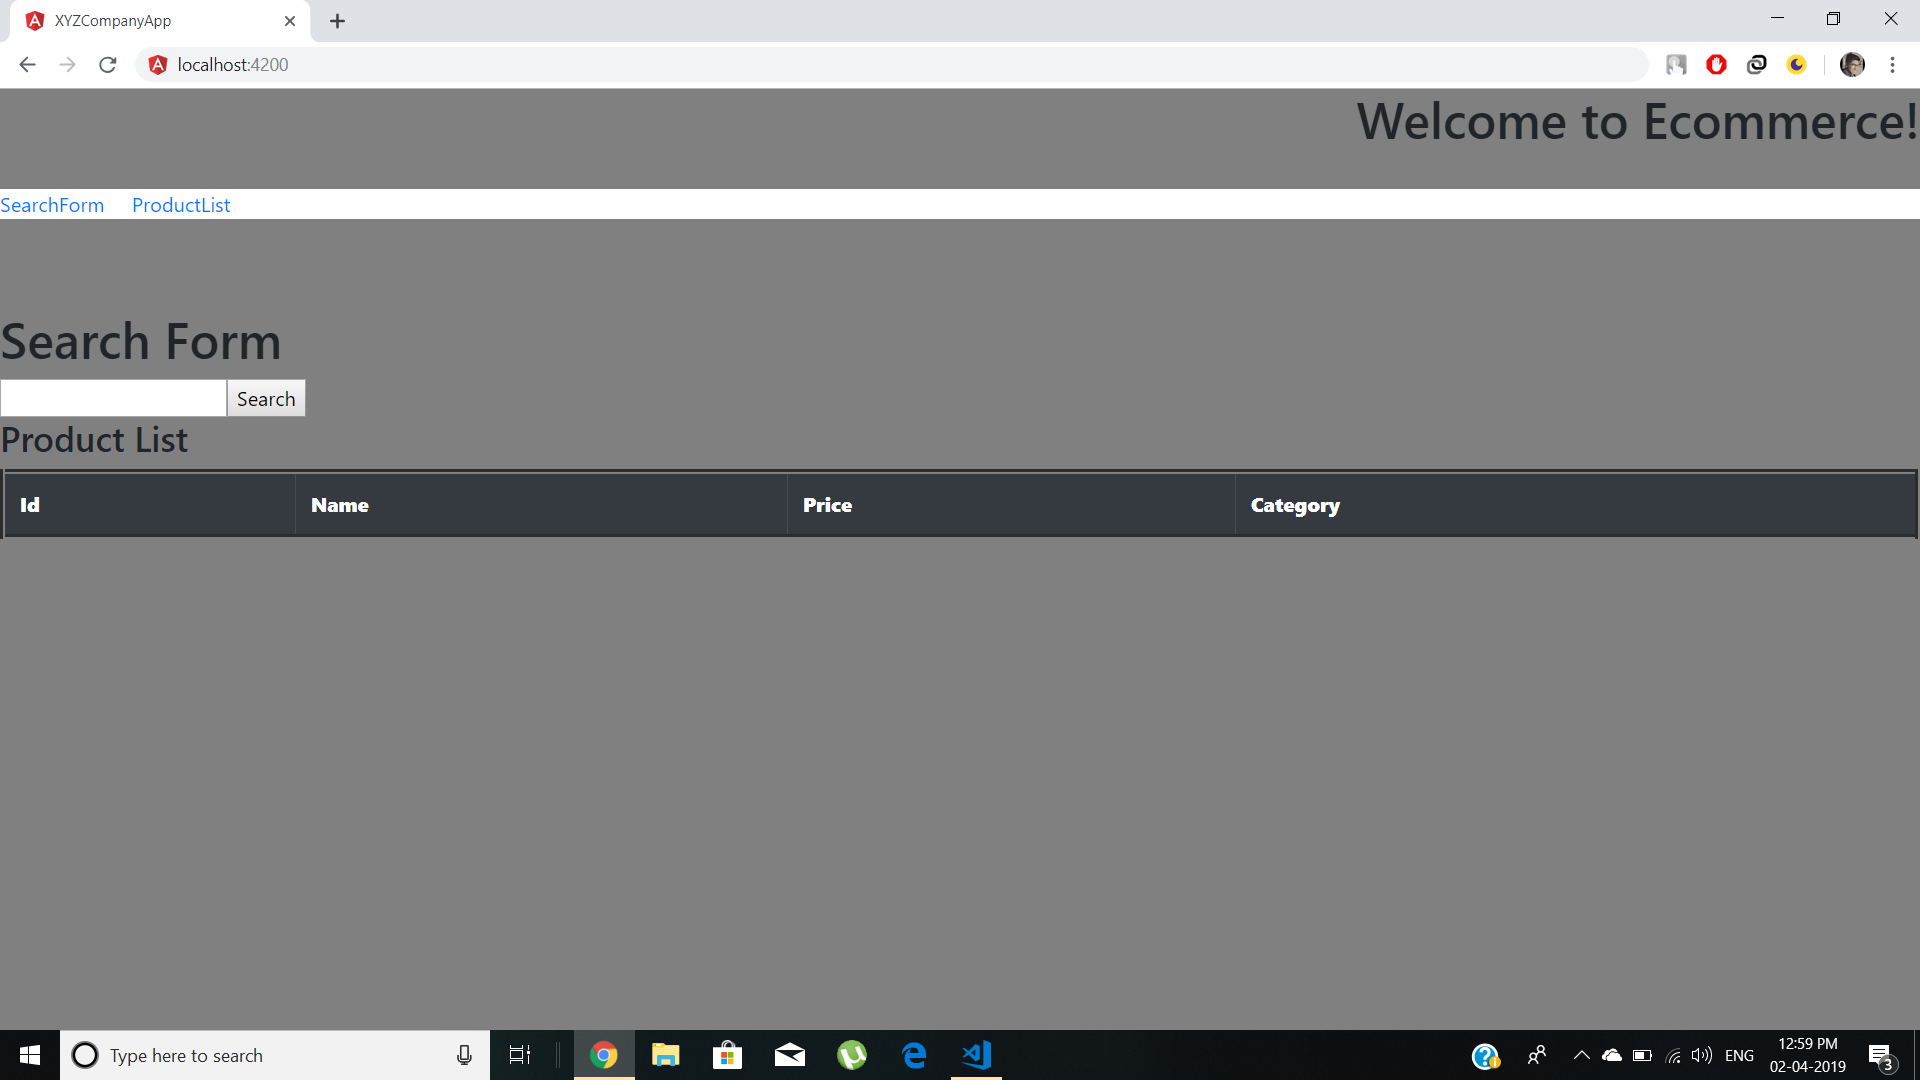 XYZCompanyApp
localhost:4200
Welcome to Ecommerce!
SearchForm ProductList
Search Form
Search
Product List
Id Name Price Category
Type here to search
ENG
12:59 PM
02-04-2019
3